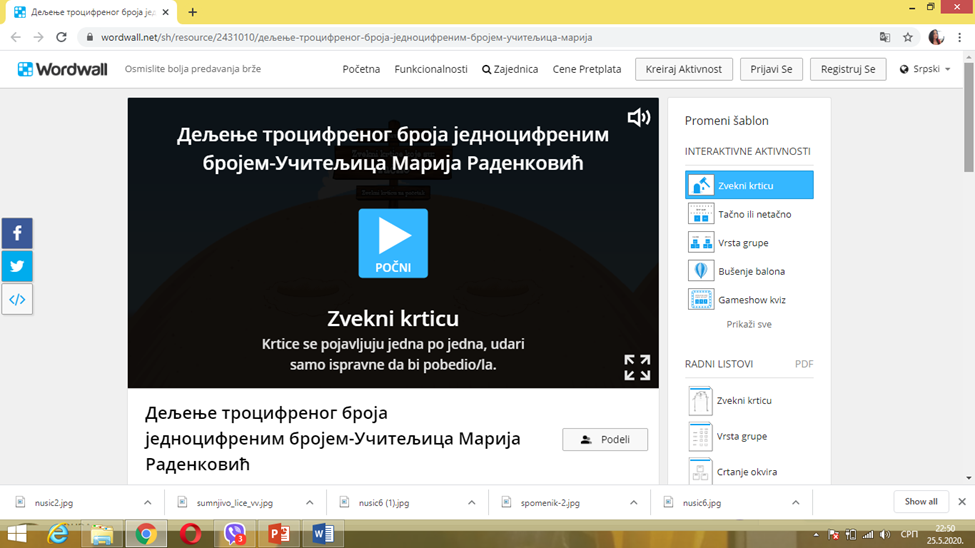 Дељење троцифреног броја је
wordwall.net/sh/resource/2431010/дељење-троцифреног-броја-једноцифреним-бројем-учитељица-марија
Wordwall
Osmislite bolja predavanja brže
Početna
Funkcionalnosti
Zajednica
Cene Pretplata
Kreiraj Aktivnost
Prijavi Se
Registruj Se
Srpski
Дељење троцифреног броја једноцифреним
бројем-Учитељица Марија Раденковић
POČNI
Zvekni krticu
Krtice se pojavljuju jedna po jedna, udari
samo ispravne da bi pobedio/la.
Дељење троцифреног броја
једноцифреним бројем-Учитељица Марија
Раденковић
Podeli
Promeni šablon
INTERAKTIVNE AKTIVNOSTI
Zvekni krticu
Tačno ili netačno
Vrsta grupe
Bušenje balona
Gameshow kviz
Prikaži sve
RADNI LISTOVI PDF
Zvekni krticu
Vrsta grupe
Crtanje okvira
nusic2.jpg
sumnjivo_lice_vv.jpg
nusic6 (1).jpg
spomenik-2.jpg
nusic6.jpg
Show all
3
СРП
22:50
25.5.2020.